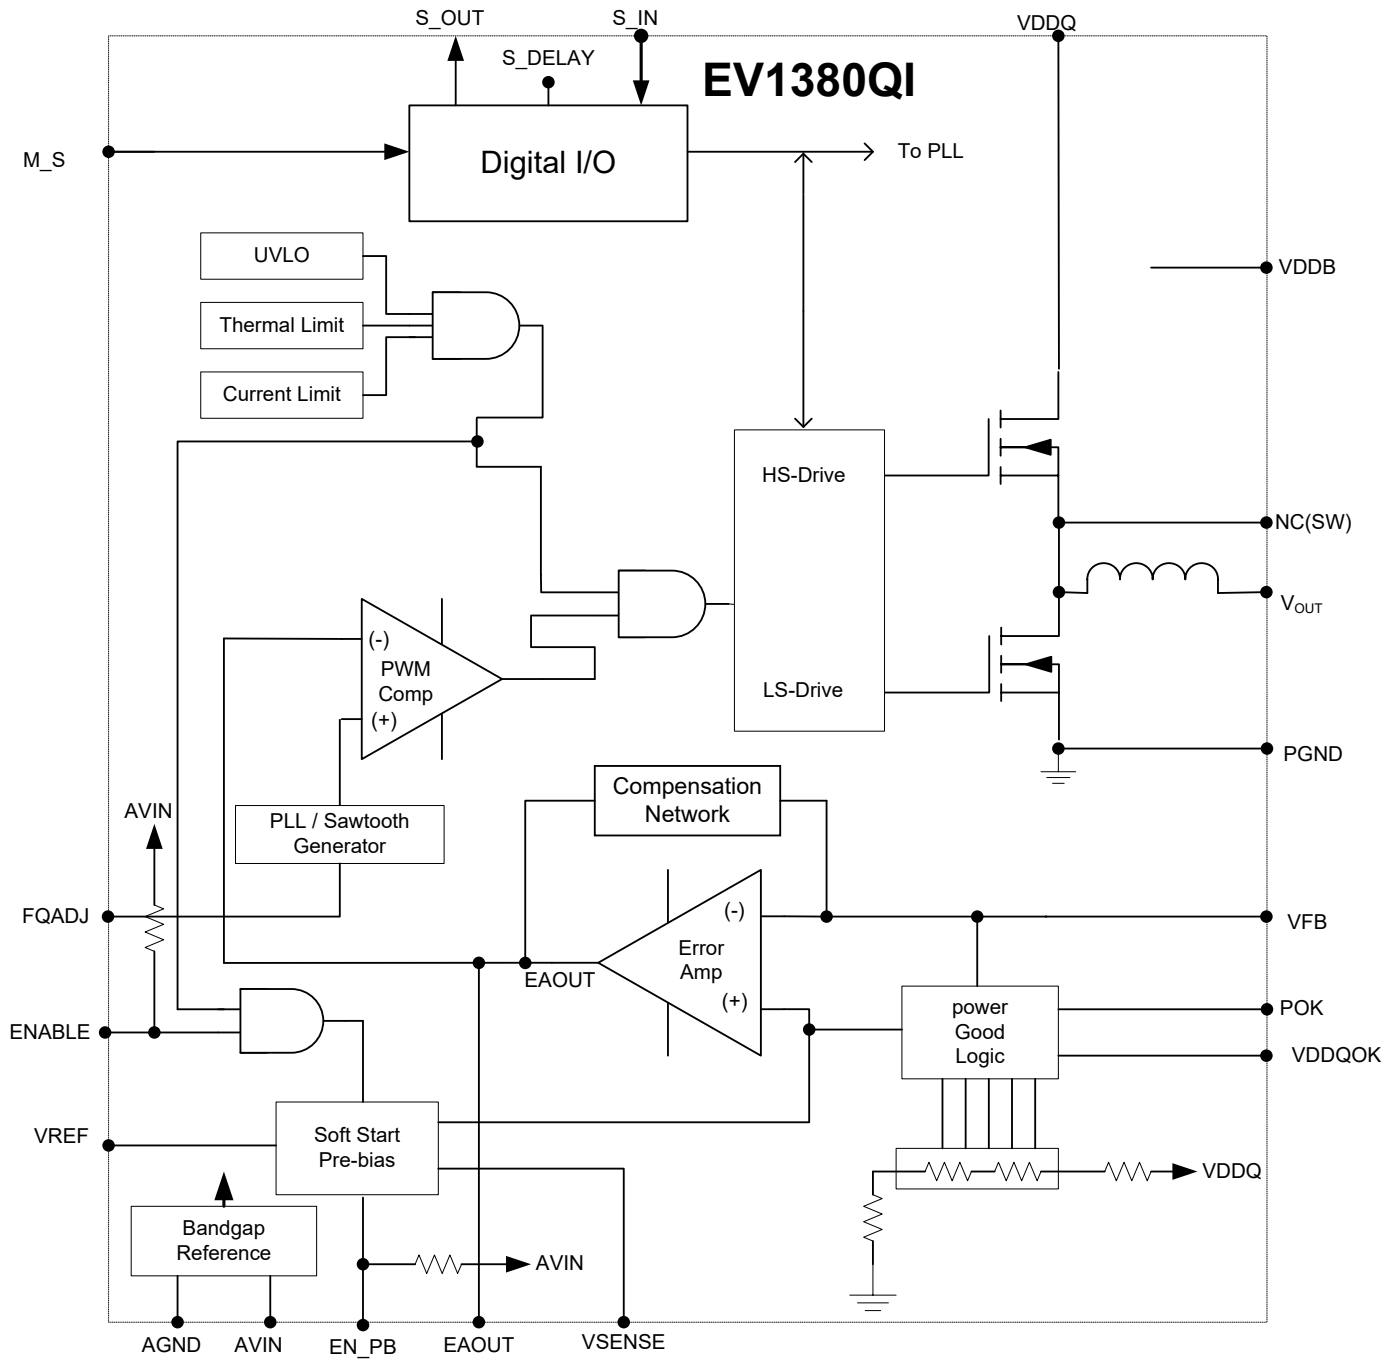 S_OUT
S_IN
VDDQ
S_DELAY
EV1380QI
M_S
Digital I/O
To PLL
UVLO
VDDB
Thermal Limit
Current Limit
HS-Drive
NC(SW)
VOUT
(-)
PWM
Comp
(+)
LS-Drive
PGND
Compensation
Network
AVIN
PLL / Sawtooth
Generator
FQADJ
(-)
VFB
Error
Amp
EAOUT
(+)
power
Good
Logic
POK
ENABLE
VDDQOK
VREF
Soft Start
Pre-bias
VDDQ
Bandgap
Reference
AVIN
AGND
AVIN
EN_PB
EAOUT
VSENSE